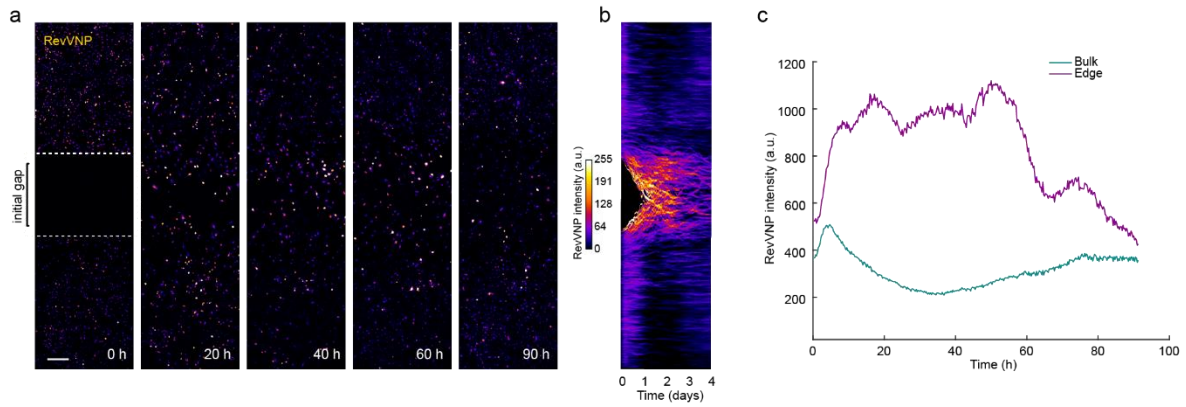 a
RevVNP
initial gap
0 h
20 h
40 h
60 h
90 h
b
RevVNP intensity (a.u.)
255
191
128
64
0
0 1 2 3 4
Time (days)
c
Bulk
Edge
RevVNP intensity (a.u.)
1200
1000
800
600
400
200
0 20 40 60 80 100
Time (h)